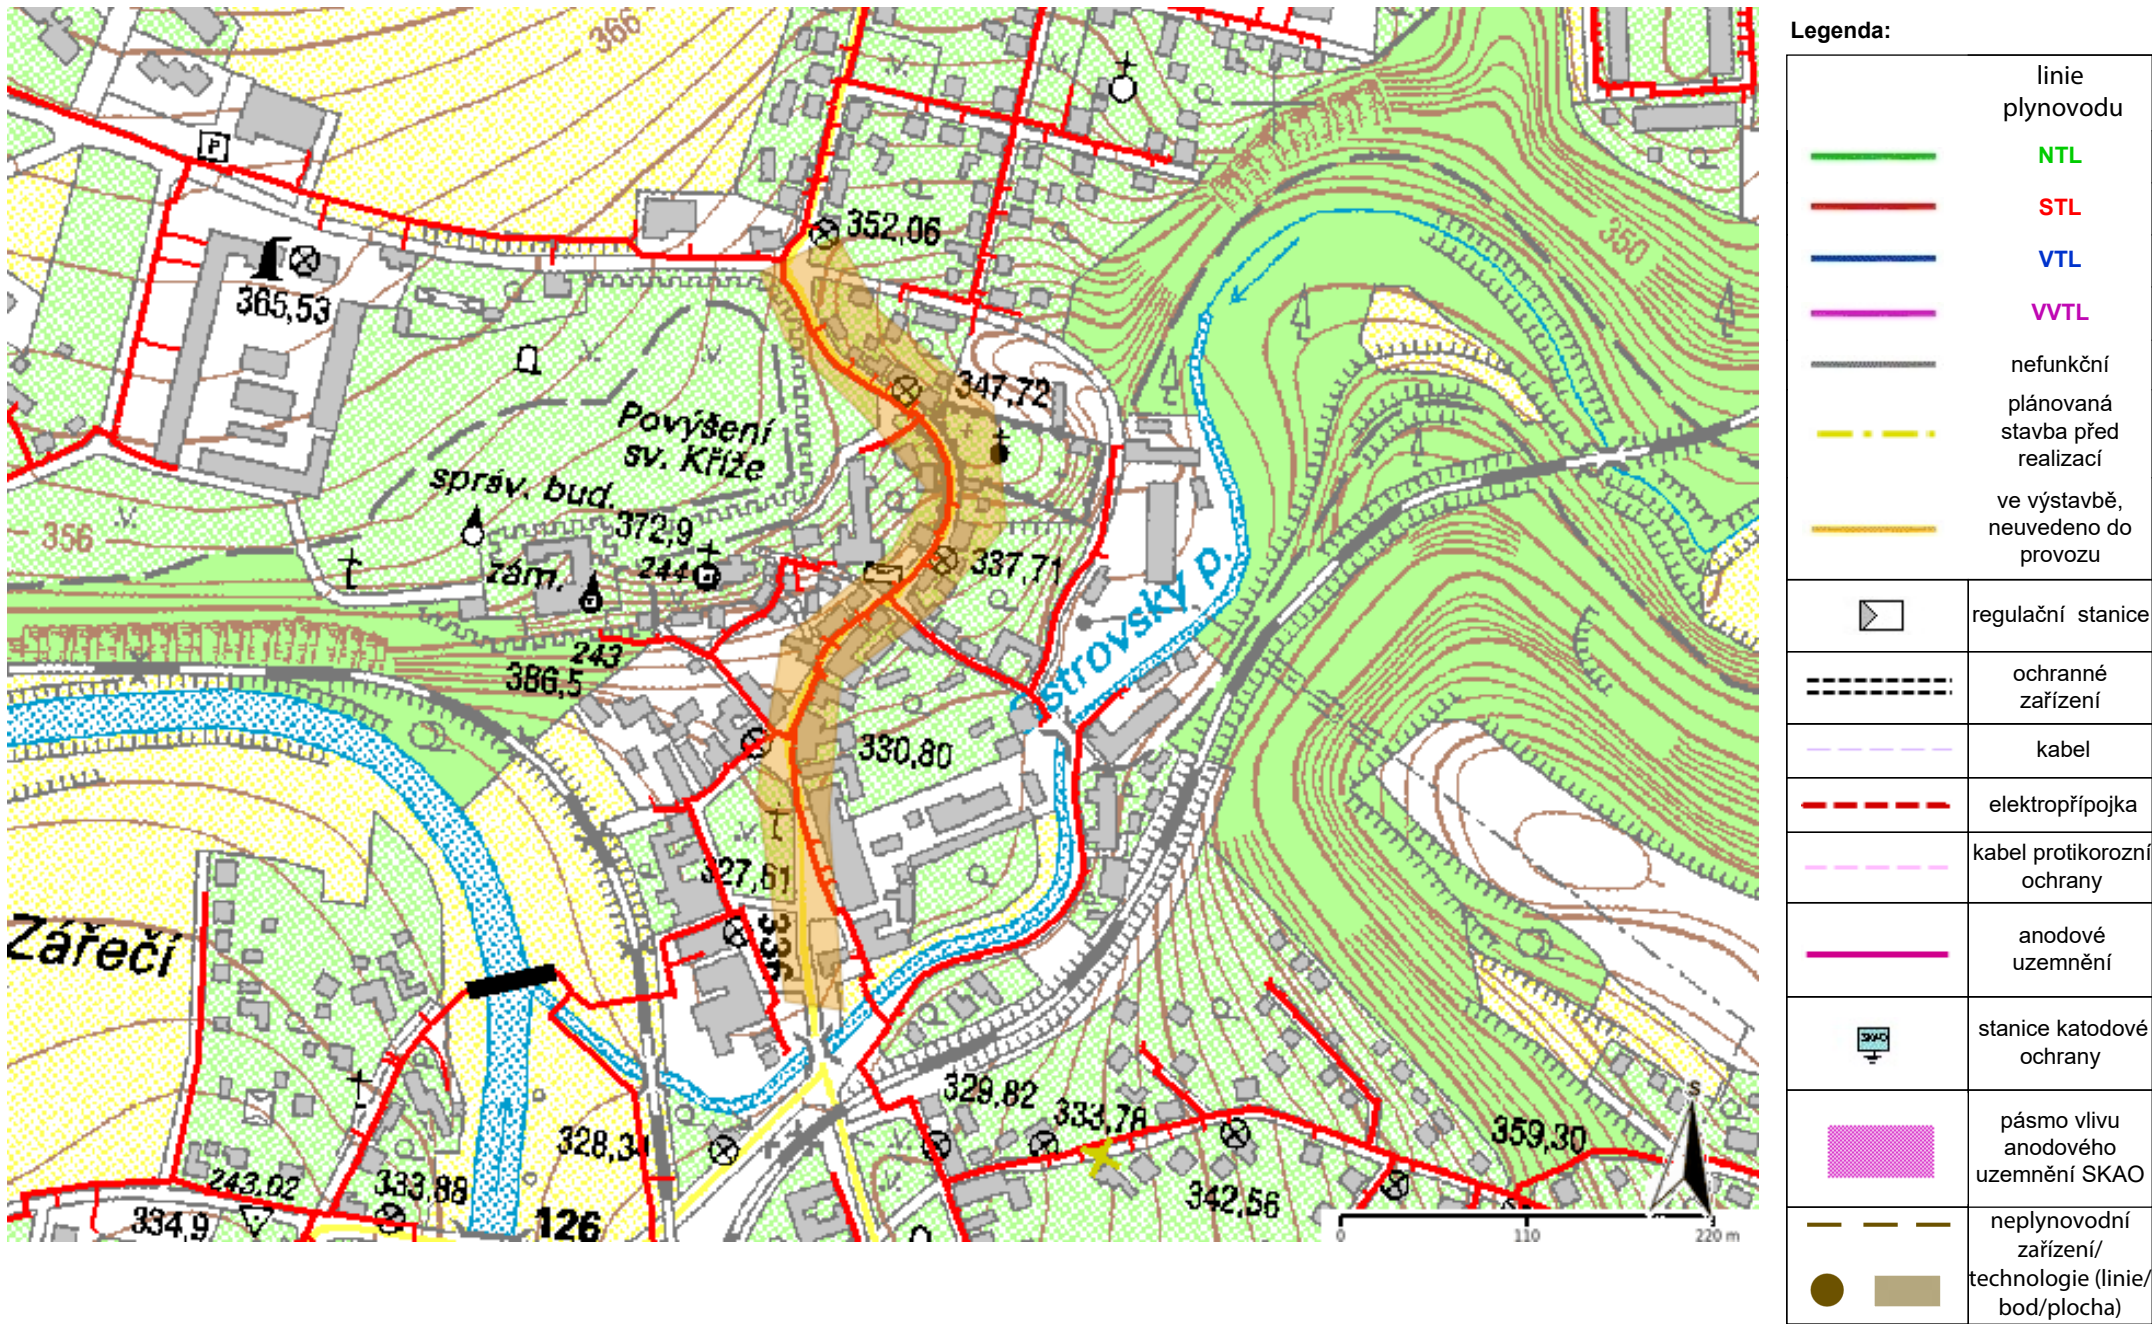 366
P
352,06
365,53
350
347,72
Povýšení
sv. Kříže
správ. bud.
372,9
356
zám.
244
337,71
Ostrovský p.
243
386,5
330,80
327,61
336
Zářečí
329,82
333,78
328,34
359,30
243,02
333,88
342,56
334,9
126
S
0 110 220 m
Legenda:
linie
plynovodu
NTL
STL
VTL
VVTL
nefunkční
plánovaná
stavba před
realizací
ve výstavbě,
neuvedeno do
provozu
regulační stanice
ochranné
zařízení
kabel
elektropřípojka
kabel protikorozní
ochrany
anodové
uzemnění
SKAO
stanice katodové
ochrany
pásmo vlivu
anodového
uzemnění SKAO
neplynovodní
zařízení/
technologie (linie/
bod/plocha)